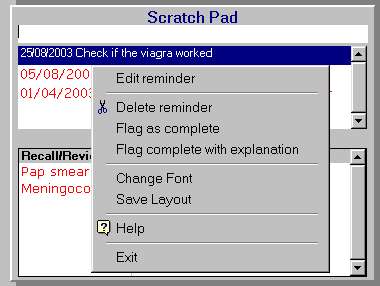 Scratch Pad
25/08/2003 Check if the viagra worked
05/08/200
01/04/2003
Edit reminder
Delete reminder
Flag as complete
Flag complete with explanation
Change Font
Save Layout
Help
Exit
Recall/Revie
Pap smear
Meningoco